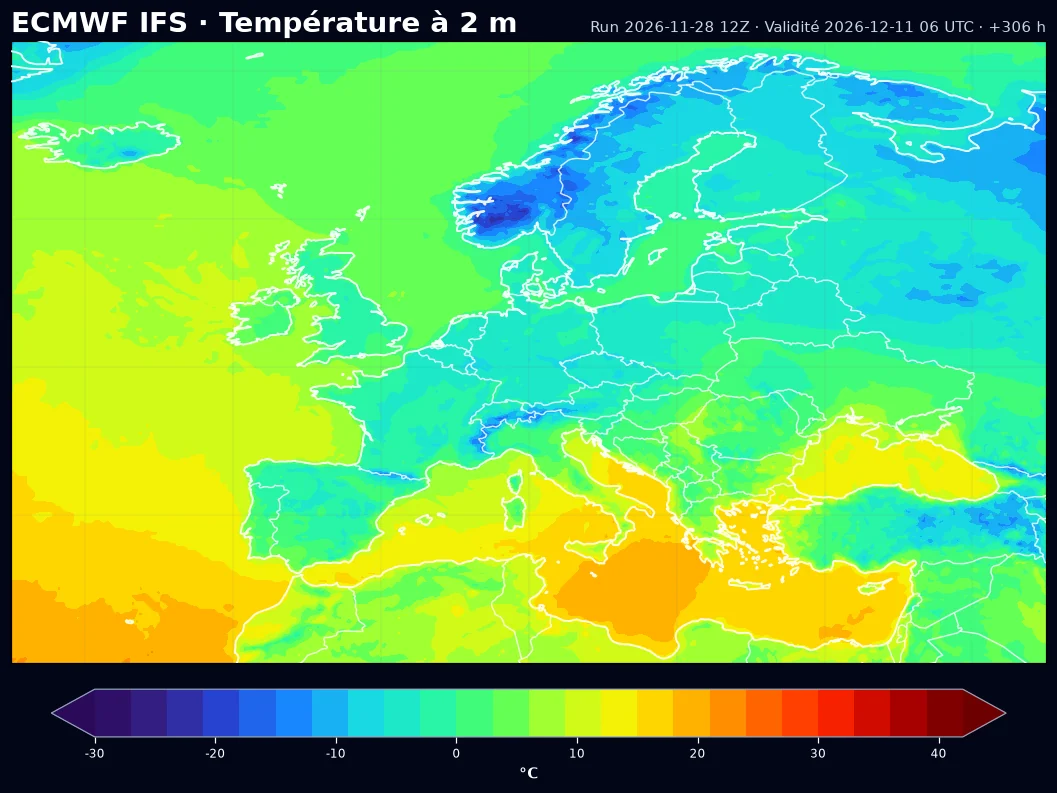 ECMWF IFS · Température à 2 m
Run 2026-11-28 12Z · Validité 2026-12-11 06 UTC · +306 h
-30 -20 -10 0 10 20 30 40
°C